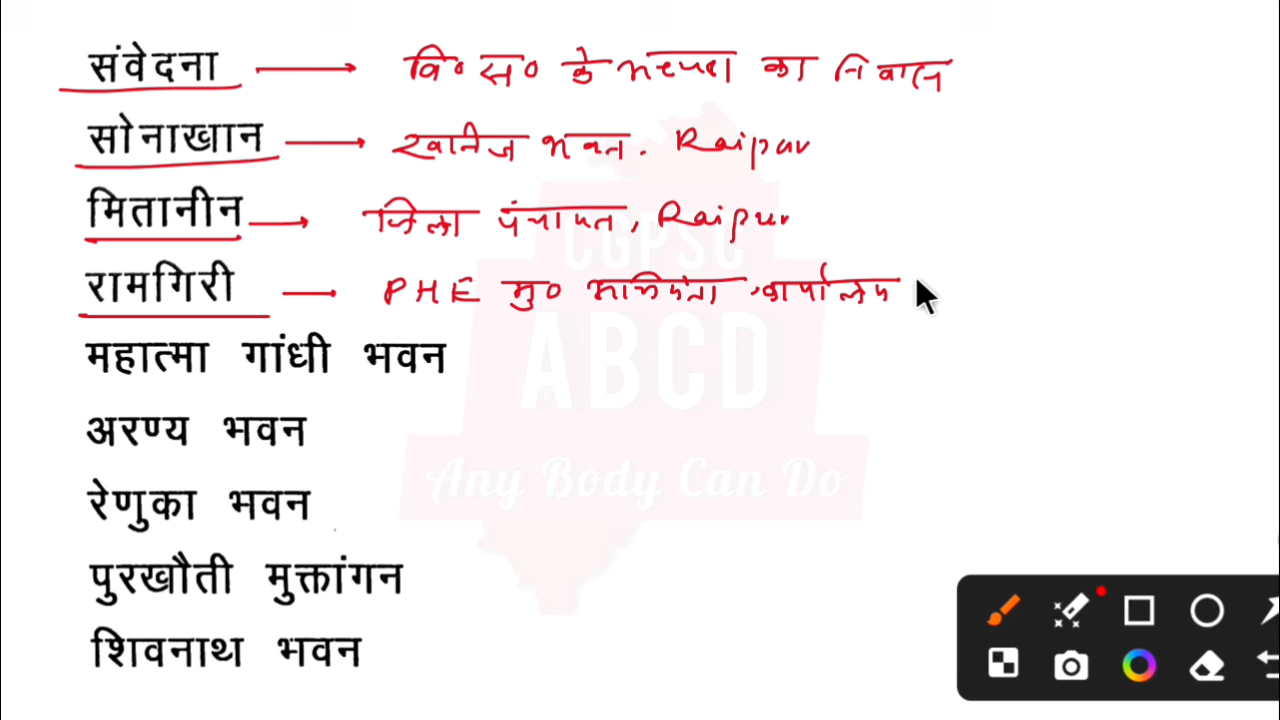 संवेदना → वि० स० के अध्यक्ष का निवास
सोनाखान → खनिज भवन. Raipur
मितानीन → जिला पंचायत, Raipur
रामगिरी → PHE मु० अभियंता कार्यालय
महात्मा गांधी भवन
अरण्य भवन
रेणुका भवन
पुरखौती मुक्तांगन
शिवनाथ भवन
CGPSC
ABCD
Any Body Can Do